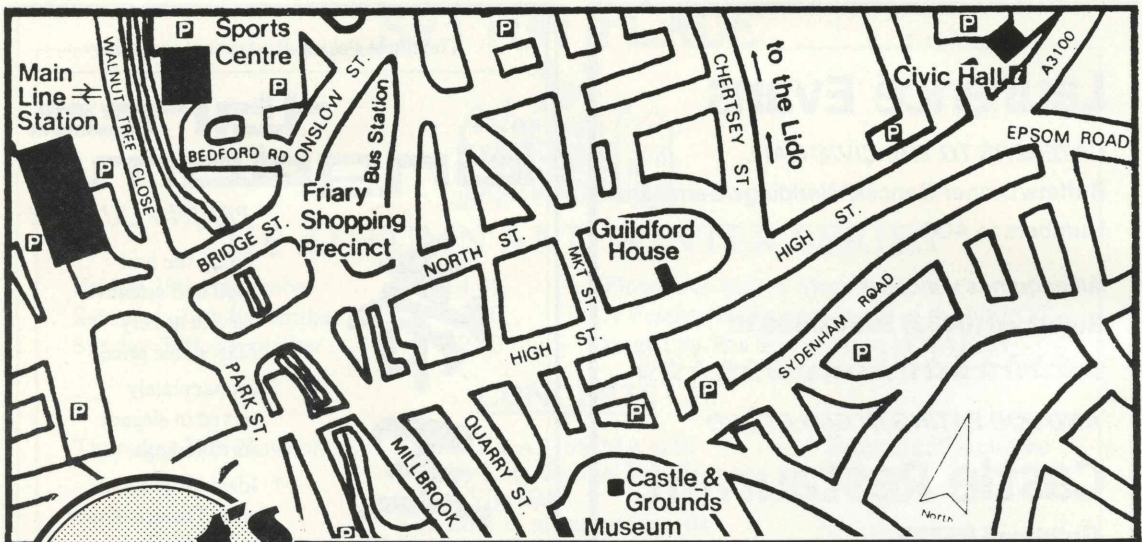 P
Sports
Centre
P
P
P
Main
Line
Station
WALNUT TREE CLOSE
ONSLOW ST.
Bus Station
BEDFORD RD
P
P
Friary
Shopping
Precinct
BRIDGE ST.
NORTH ST.
CHERTSEY ST.
to the Lido
Civic Hall
A3100
P
EPSOM ROAD
Guildford
House
MKT ST.
HIGH ST.
HIGH ST.
SYDENHAM ROAD
P
PARK ST.
P
P
P
MILLBROOK
QUARRY ST.
Castle &
Grounds
Museum
P
North